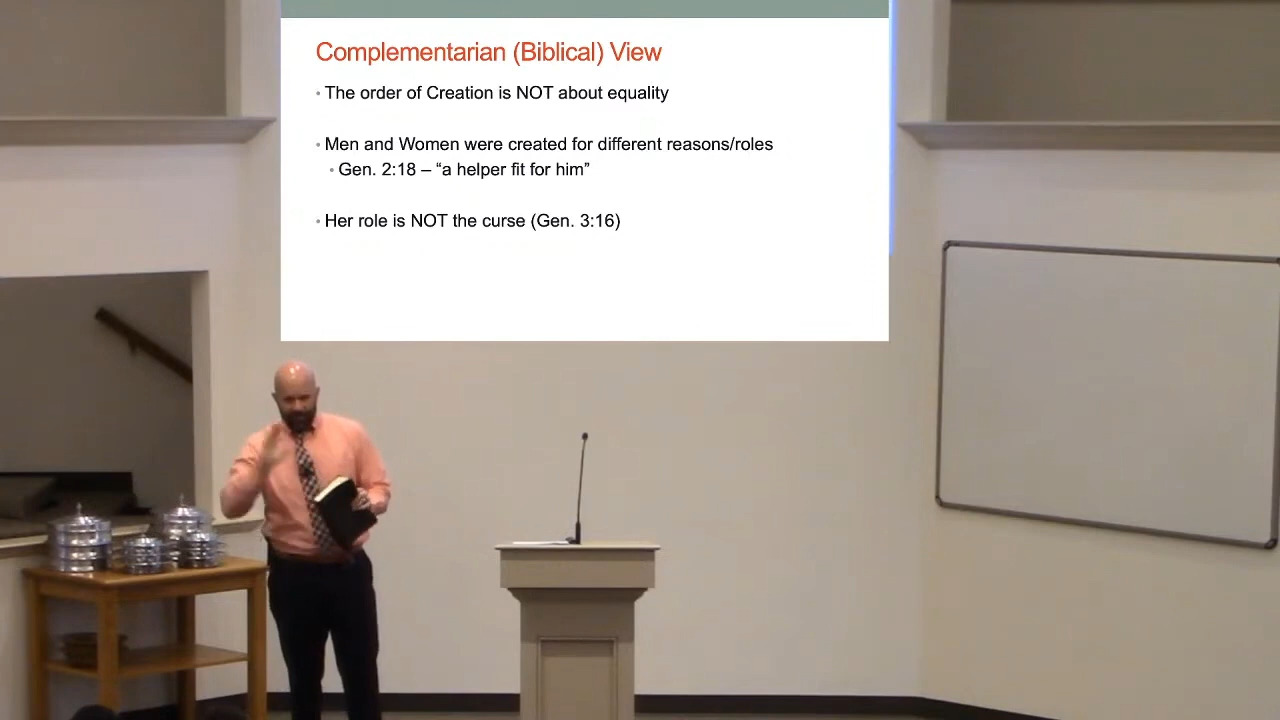 Complementarian (Biblical) View
• The order of Creation is NOT about equality
• Men and Women were created for different reasons/roles
• Gen. 2:18 – “a helper fit for him”
• Her role is NOT the curse (Gen. 3:16)